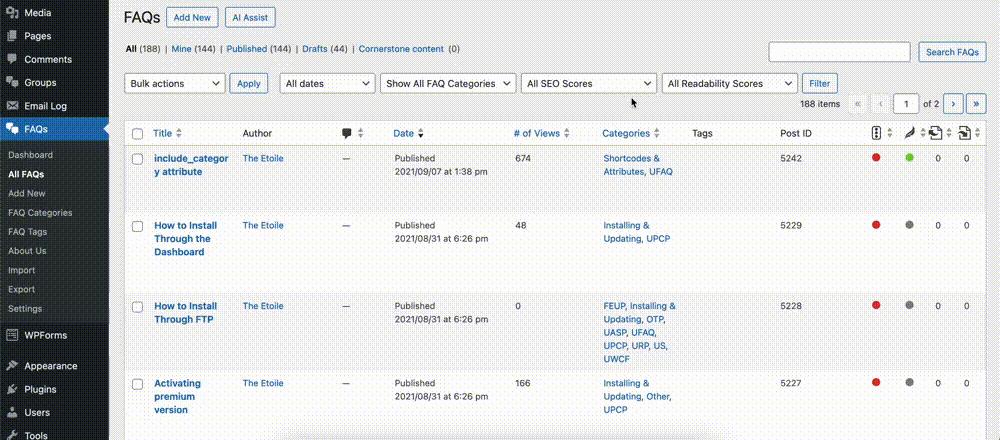 Media
Pages
Comments
Groups
Email Log
FAQs
Dashboard
All FAQs
Add New
FAQ Categories
FAQ Tags
About Us
Import
Export
Settings
WPForms
Appearance
Plugins
Users
Tools
FAQs Add New AI Assist
All (188) | Mine (144) | Published (144) | Drafts (44) | Cornerstone content (0)
Search FAQs
Bulk actions Apply All dates Show All FAQ Categories All SEO Scores All Readability Scores Filter
188 items « ‹ 1 of 2 › »
Title Author Date # of Views Categories Tags Post ID
include_categor The Etoile — Published 674 Shortcodes & 5242 0 0
y attribute 2021/09/07 at 1:38 pm Attributes, UFAQ
How to Install The Etoile — Published 48 Installing & 5229 0 0
Through the 2021/08/31 at 6:26 pm Updating, UPCP
Dashboard
How to Install The Etoile — Published 0 FEUP, Installing & 5228 0 0
Through FTP 2021/08/31 at 6:26 pm Updating, OTP,
UASP, UFAQ,
UPCP, URP, US,
UWCF
Activating The Etoile — Published 166 Installing & 5227 0 0
premium 2021/08/31 at 6:26 pm Updating, Other,
version UPCP